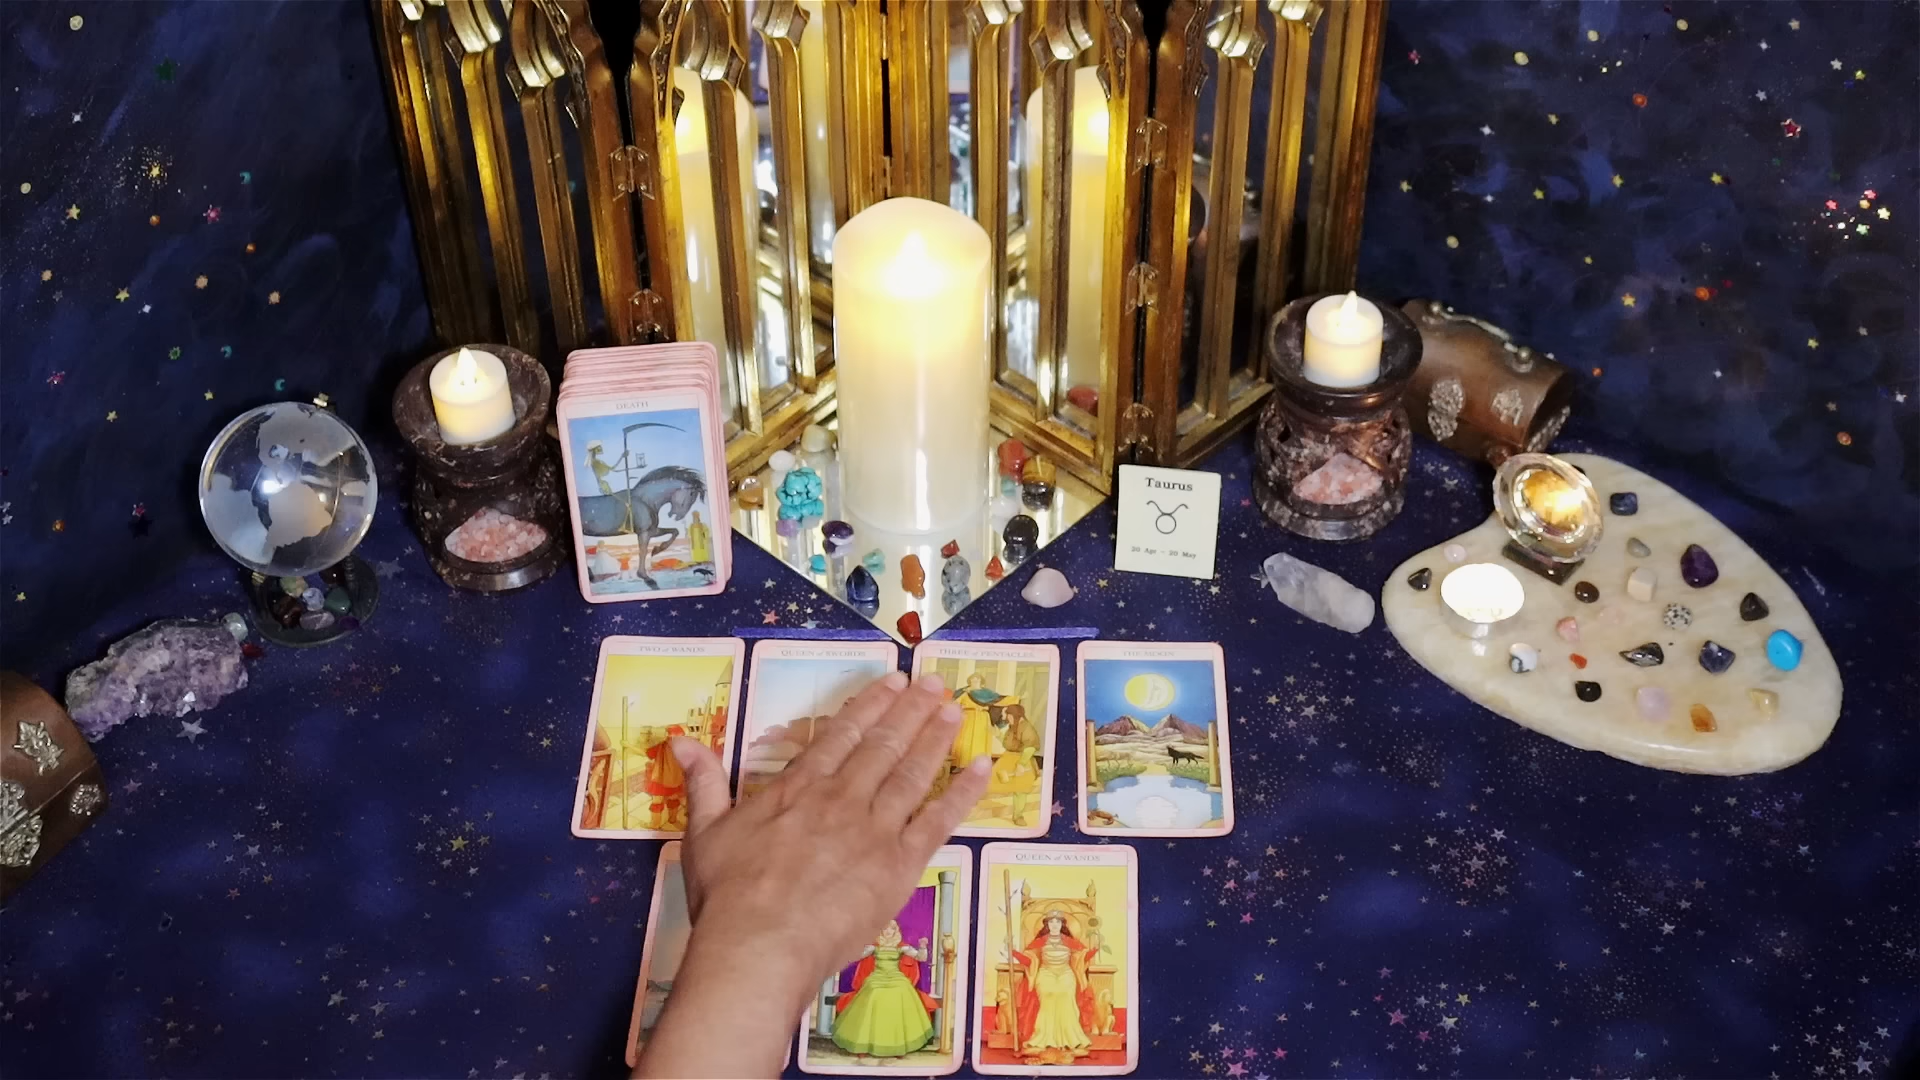 DEATH
Taurus
20 Apr - 20 May
TWO of WANDS
QUEEN of SWORDS
THREE of PENTACLES
THE MOON
QUEEN of WANDS